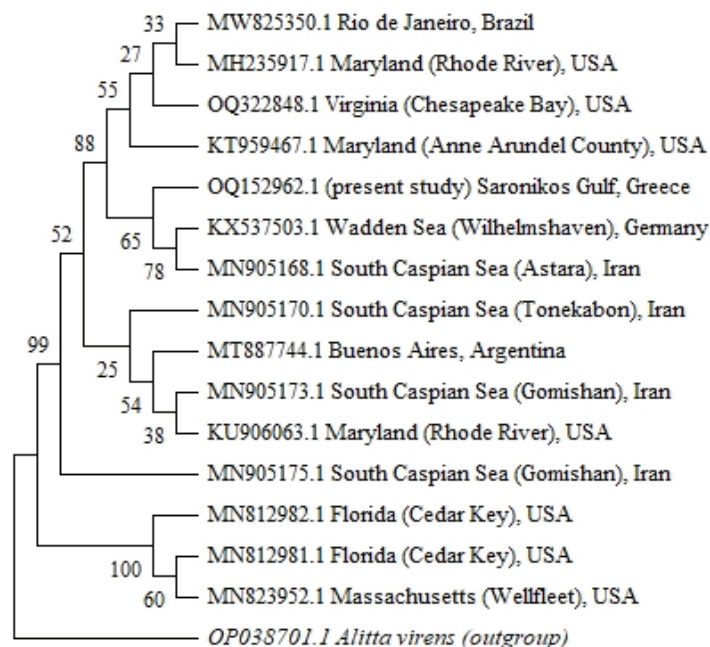 33
MW825350.1 Rio de Janeiro, Brazil
27
MH235917.1 Maryland (Rhode River), USA
55
OQ322848.1 Virginia (Chesapeake Bay), USA
88
KT959467.1 Maryland (Anne Arundel County), USA
OQ152962.1 (present study) Saronikos Gulf, Greece
52
65
KX537503.1 Wadden Sea (Wilhelmshaven), Germany
78
MN905168.1 South Caspian Sea (Astara), Iran
MN905170.1 South Caspian Sea (Tonekabon), Iran
99
25
MT887744.1 Buenos Aires, Argentina
54
MN905173.1 South Caspian Sea (Gomishan), Iran
38
KU906063.1 Maryland (Rhode River), USA
MN905175.1 South Caspian Sea (Gomishan), Iran
MN812982.1 Florida (Cedar Key), USA
100
MN812981.1 Florida (Cedar Key), USA
60
MN823952.1 Massachusetts (Wellfleet), USA
OP038701.1 Alitta virens (outgroup)